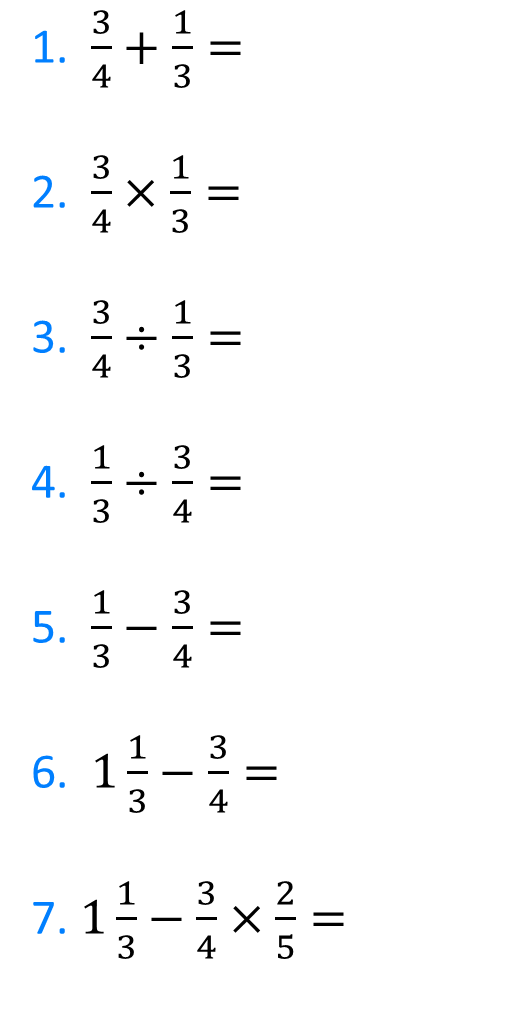 1. 3/4 + 1/3 =
2. 3/4 × 1/3 =
3. 3/4 ÷ 1/3 =
4. 1/3 ÷ 3/4 =
5. 1/3 − 3/4 =
6. 1 1/3 − 3/4 =
7. 1 1/3 − 3/4 × 2/5 =